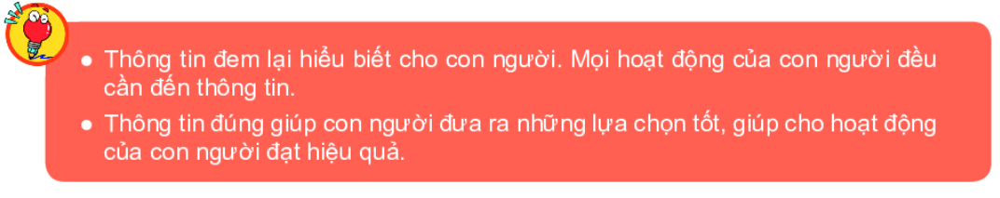 • Thông tin đem lại hiểu biết cho con người. Mọi hoạt động của con người đều
cần đến thông tin.
• Thông tin đúng giúp con người đưa ra những lựa chọn tốt, giúp cho hoạt động
của con người đạt hiệu quả.